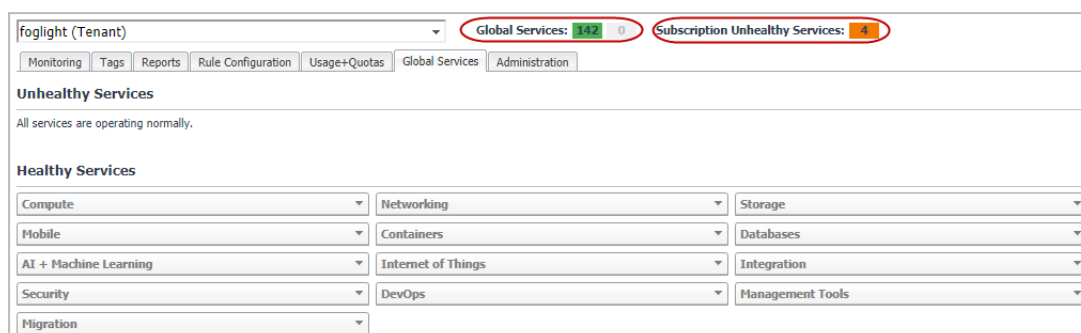 foglight (Tenant) Global Services: 142 0 Subscription Unhealthy Services: 4
Monitoring Tags Reports Rule Configuration Usage+Quotas Global Services Administration
Unhealthy Services
All services are operating normally.
Healthy Services
Compute Networking Storage
Mobile Containers Databases
AI + Machine Learning Internet of Things Integration
Security DevOps Management Tools
Migration